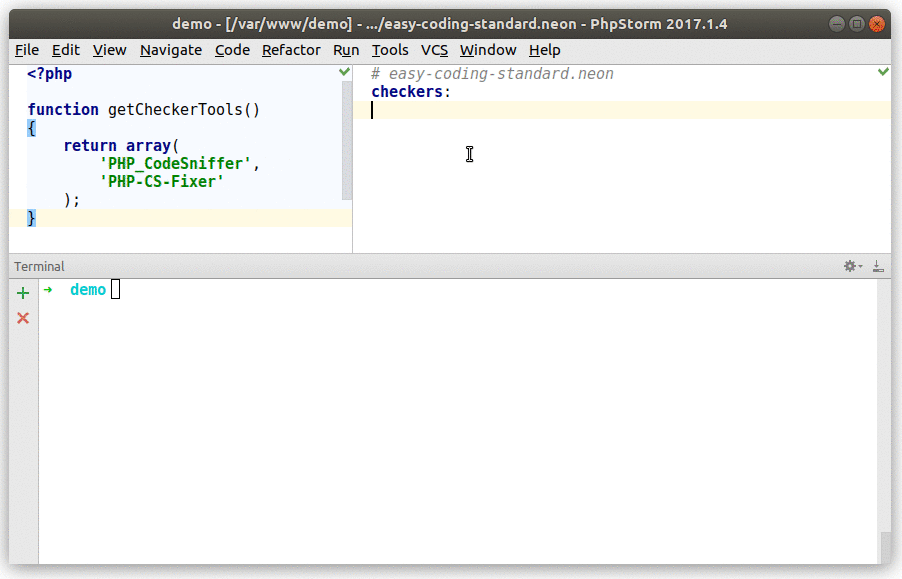 demo - [/var/www/demo] - .../easy-coding-standard.neon - PhpStorm 2017.1.4
File Edit View Navigate Code Refactor Run Tools VCS Window Help
<?php
function getCheckerTools()
{
    return array(
        'PHP_CodeSniffer',
        'PHP-CS-Fixer'
    );
}
# easy-coding-standard.neon
checkers:
Terminal
➜ demo